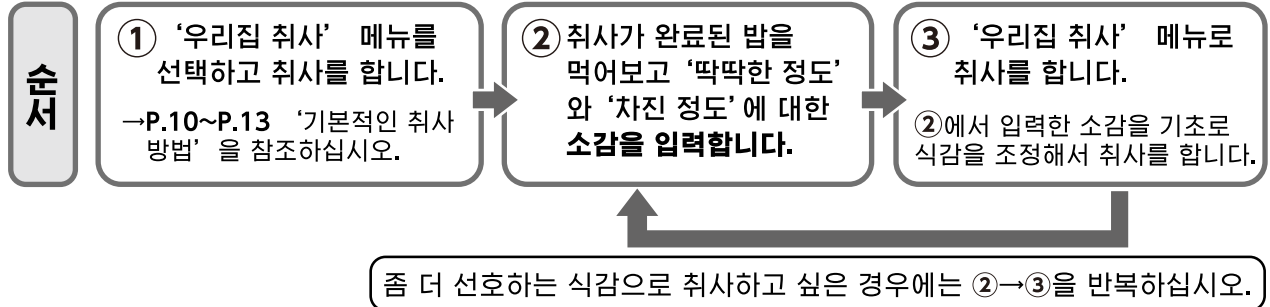 순서
① ‘우리집 취사’ 메뉴를
선택하고 취사를 합니다.
→P.10~P.13 ‘기본적인 취사
방법’을 참조하십시오.
② 취사가 완료된 밥을
먹어보고 ‘딱딱한 정도’
와 ‘차진 정도’에 대한
소감을 입력합니다.
③ ‘우리집 취사’ 메뉴로
취사를 합니다.
②에서 입력한 소감을 기초로
식감을 조정해서 취사를 합니다.
좀 더 선호하는 식감으로 취사하고 싶은 경우에는 ②→③을 반복하십시오.